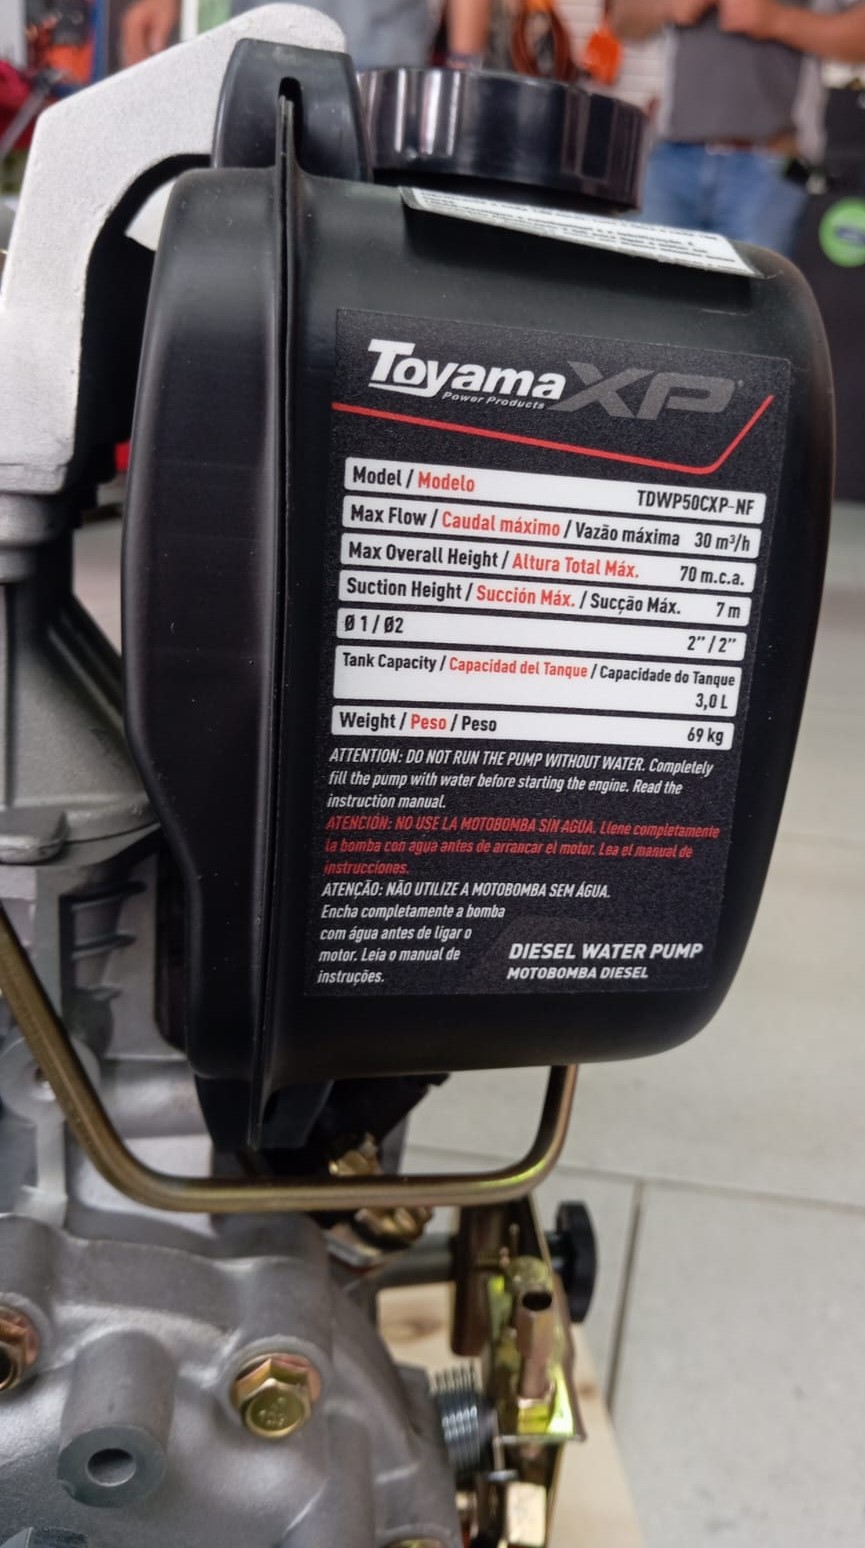 Toyama XP
Power Products
Model / Modelo TDWP50CXP-NF
Max Flow / Caudal máximo / Vazão máxima 30 m³/h
Max Overall Height / Altura Total Máx. 70 m.c.a.
Suction Height / Succión Máx. / Sucção Máx. 7 m
Ø 1 / Ø2 2" / 2"
Tank Capacity / Capacidad del Tanque / Capacidade do Tanque
3,0 L
Weight / Peso / Peso 69 kg
ATTENTION: DO NOT RUN THE PUMP WITHOUT WATER. Completely
fill the pump with water before starting the engine. Read the
instruction manual.
ATENCIÓN: NO USE LA MOTOBOMBA SIN AGUA. Llene completamente
la bomba con agua antes de arrancar el motor. Lea el manual de
instrucciones.
ATENÇÃO: NÃO UTILIZE A MOTOBOMBA SEM ÁGUA.
Encha completamente a bomba
com água antes de ligar o
motor. Leia o manual de
instruções.
DIESEL WATER PUMP
MOTOBOMBA DIESEL